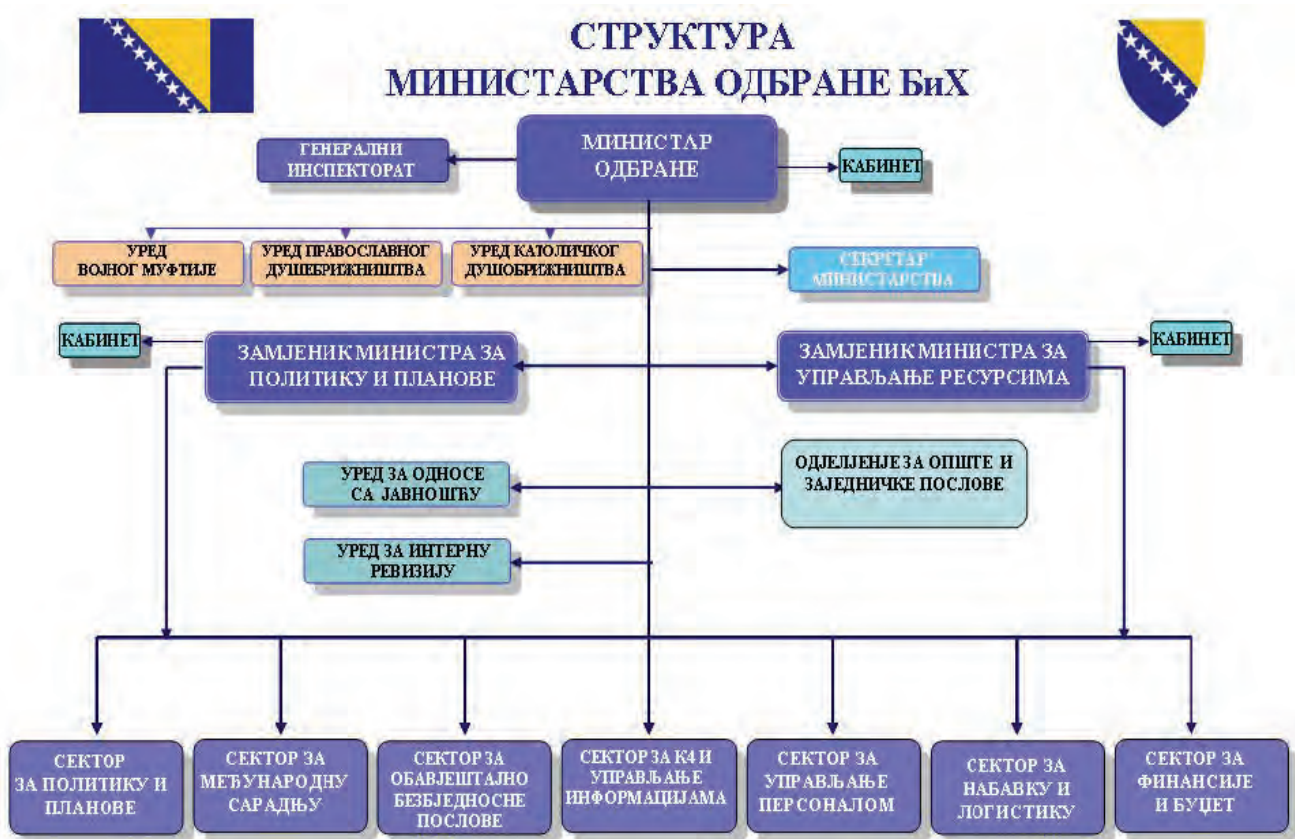 СТРУКТУРА
МИНИСТАРСТВА ОДБРАНЕ БиХ
ГЕНЕРАЛНИ
ИНСПЕКТОРАТ
МИНИСТАР
ОДБРАНЕ
КАБИНЕТ
УРЕД
ВОЈНОГ МУФТИЈЕ
УРЕД ПРАВОСЛАВНОГ
ДУШЕБРИЖНИШТВА
УРЕД КАТОЛИЧКОГ
ДУШОБРИЖНИШТВА
СЕКРЕТАР
МИНИСТАРСТВА
КАБИНЕТ
ЗАМЈЕНИК МИНИСТРА ЗА
ПОЛИТИКУ И ПЛАНОВЕ
ЗАМЈЕНИК МИНИСТРА ЗА
УПРАВЉАЊЕ РЕСУРСИМА
КАБИНЕТ
УРЕД ЗА ОДНОСЕ
СА ЈАВНОШЋУ
ОДЈЕЉЕЊЕ ЗА ОПШТЕ И
ЗАЈЕДНИЧКЕ ПОСЛОВЕ
УРЕД ЗА ИНТЕРНУ
РЕВИЗИЈУ
СЕКТОР
ЗА ПОЛИТИКУ И
ПЛАНОВЕ
СЕКТОР ЗА
МЕЂУНАРОДНУ
САРАДЊУ
СЕКТОР ЗА
ОБАВЈЕШТАЈНО
БЕЗБЈЕДНОСНЕ
ПОСЛОВЕ
СЕКТОР ЗА К4 И
УПРАВЉАЊЕ
ИНФОРМАЦИЈАМА
СЕКТОР ЗА
УПРАВЉАЊЕ
ПЕРСОНАЛОМ
СЕКТОР ЗА
НАБАВКУ И
ЛОГИСТИКУ
СЕКТОР ЗА
ФИНАНСИЈЕ
И БУЏЕТ